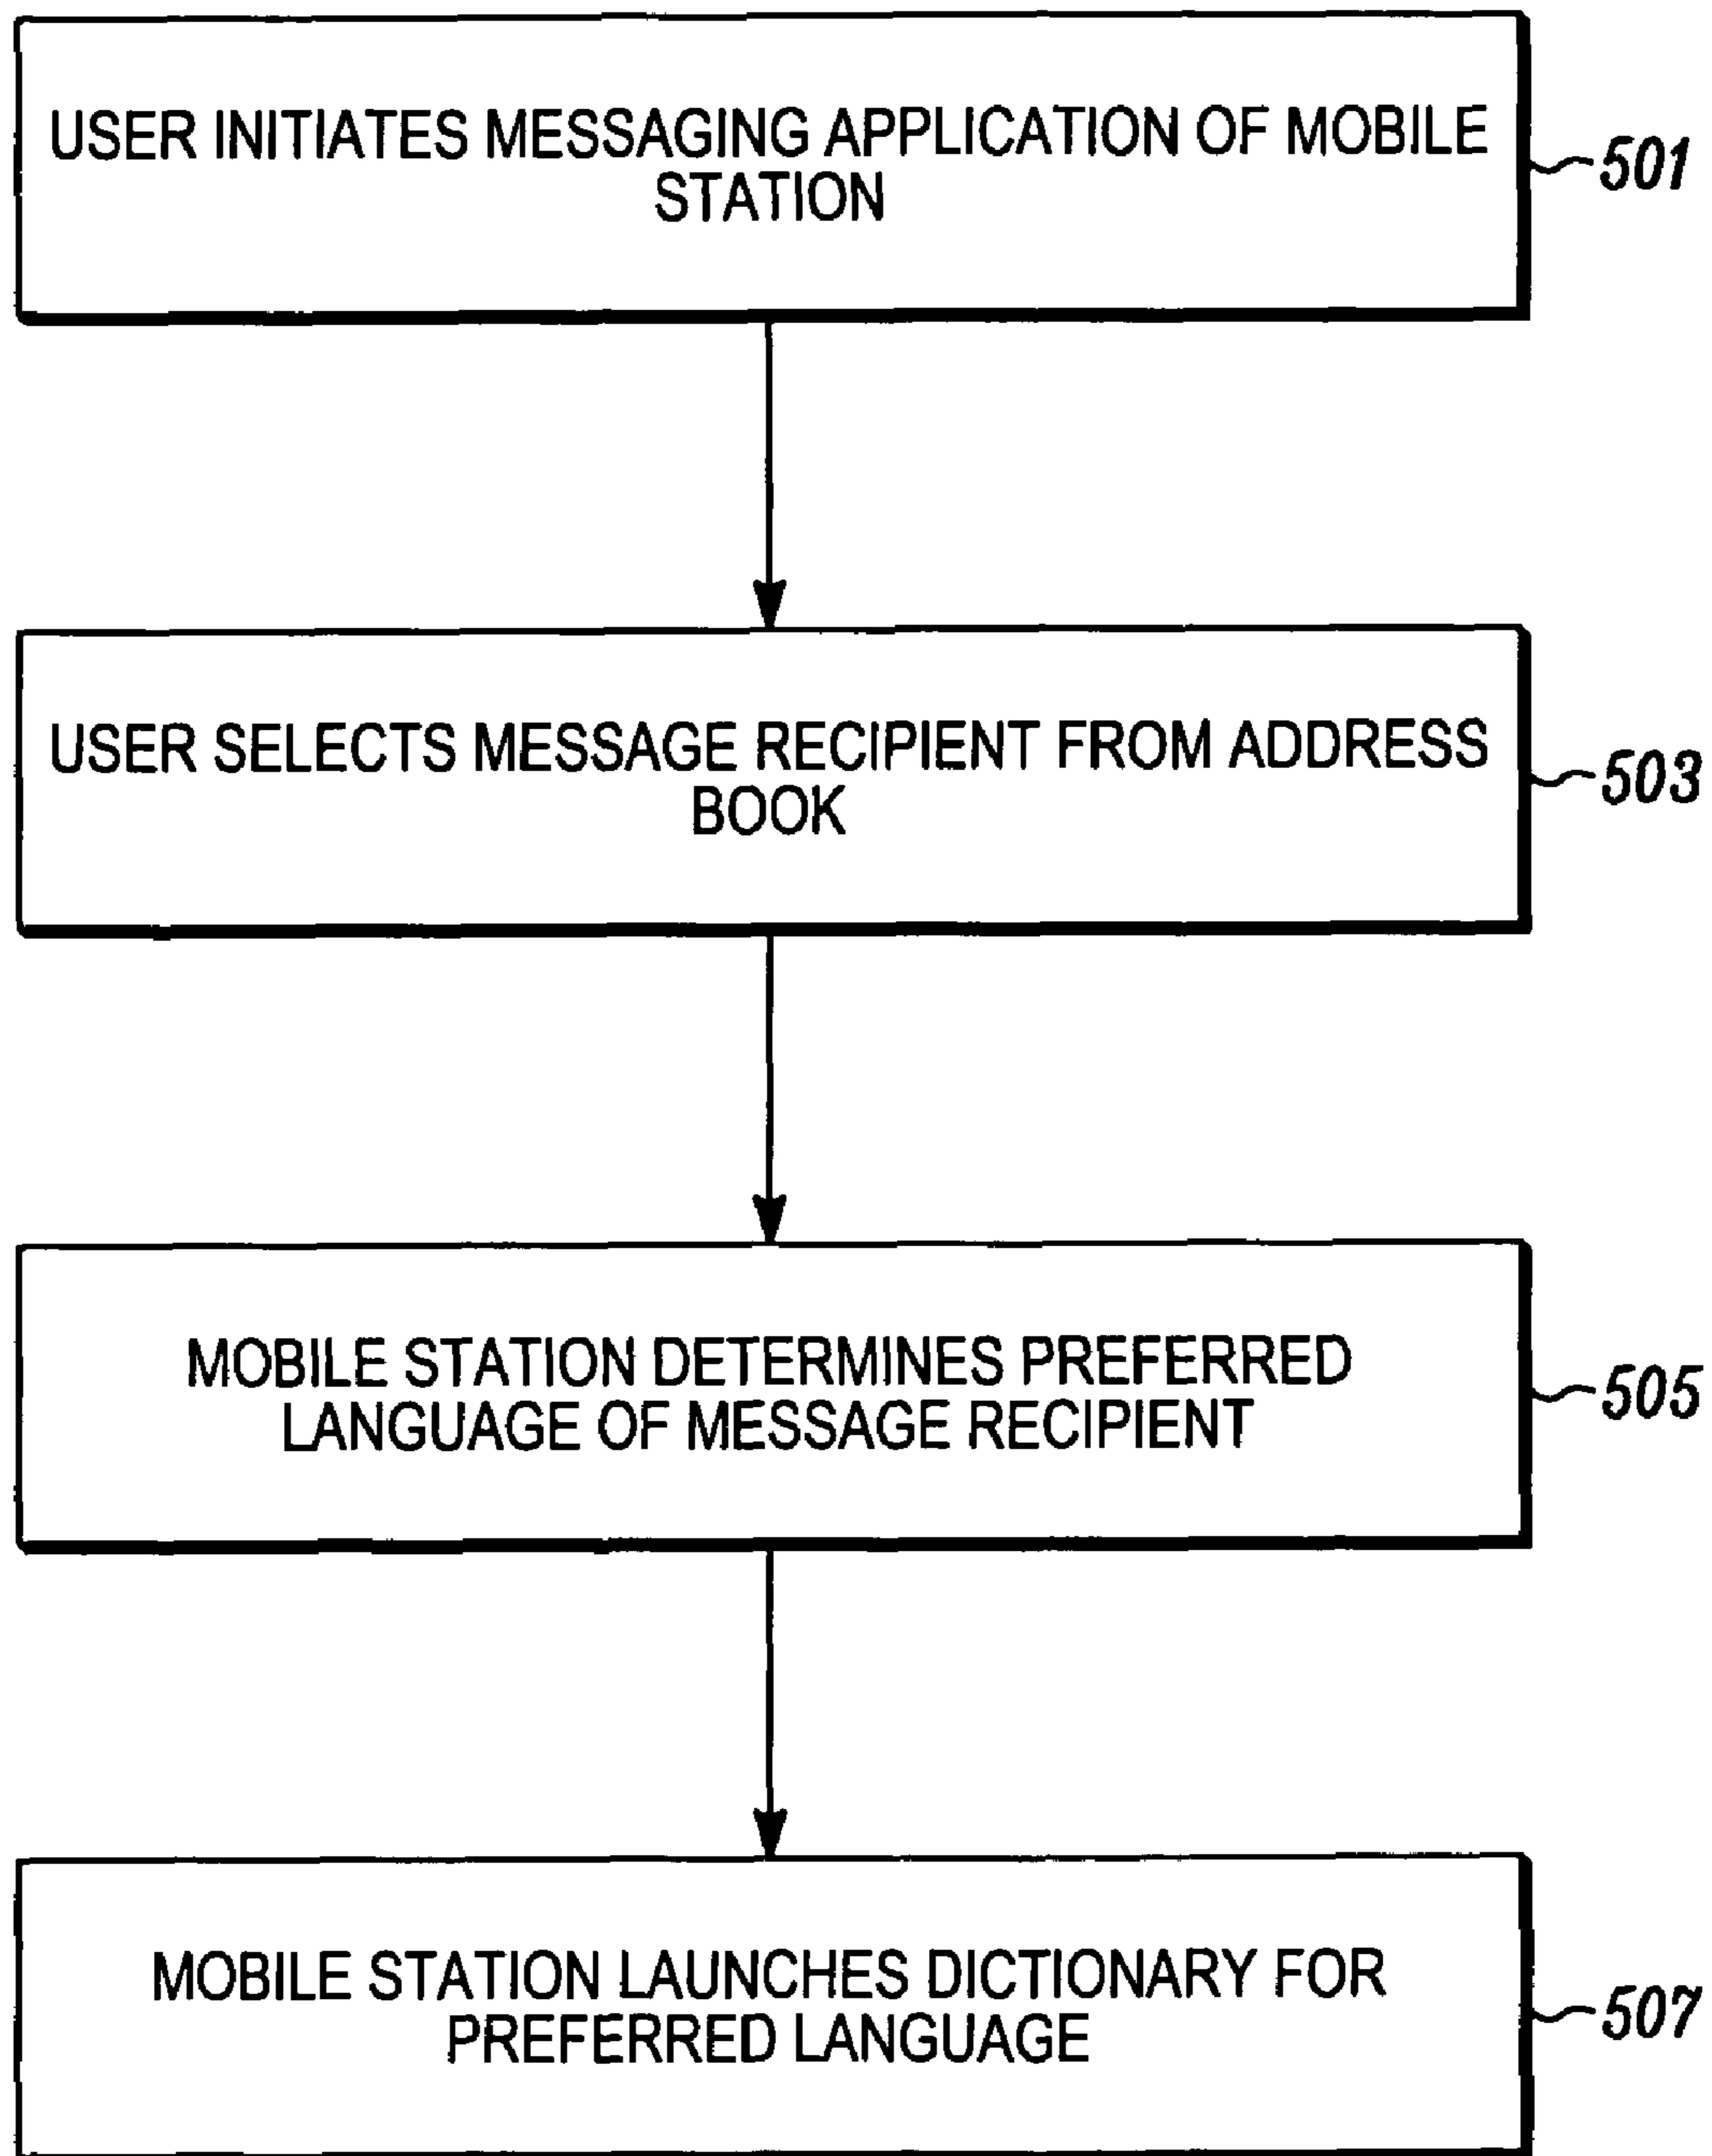 USER INITIATES MESSAGING APPLICATION OF MOBILE
STATION
501
USER SELECTS MESSAGE RECIPIENT FROM ADDRESS
BOOK
503
MOBILE STATION DETERMINES PREFERRED
LANGUAGE OF MESSAGE RECIPIENT
505
MOBILE STATION LAUNCHES DICTIONARY FOR
PREFERRED LANGUAGE
507